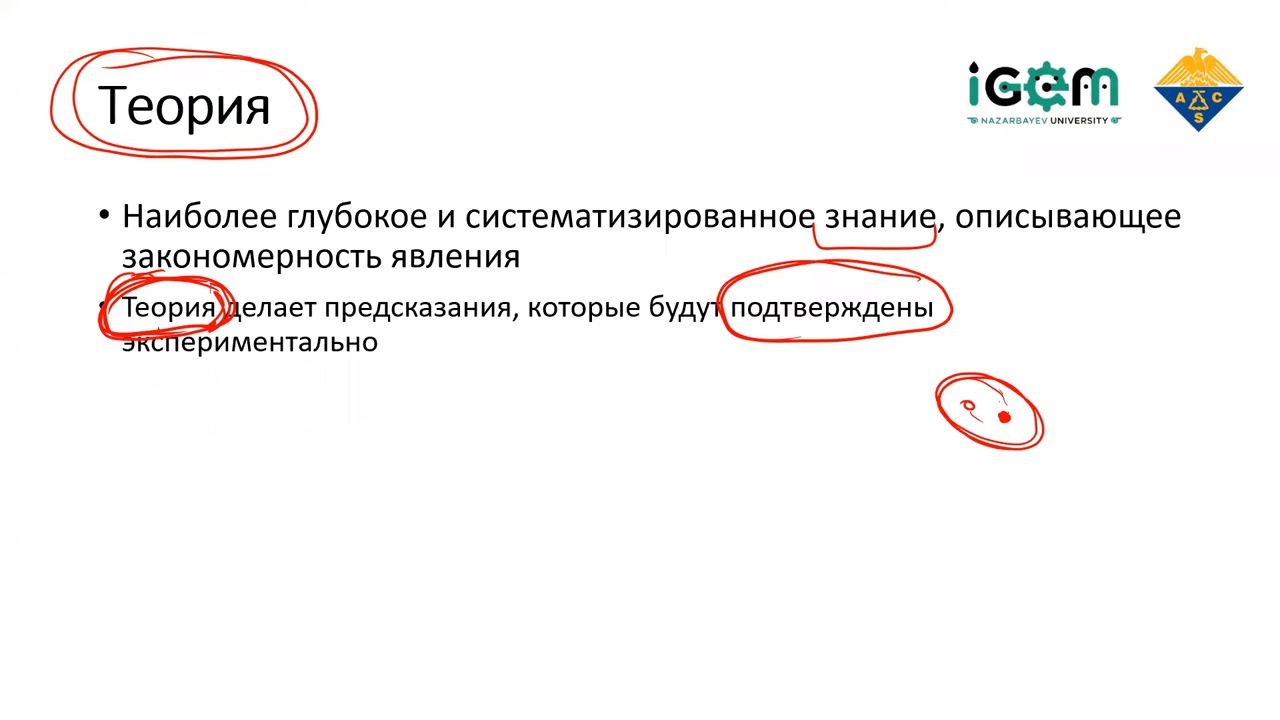 Теория
iGEM
NAZARBAYEV UNIVERSITY
A C
S
• Наиболее глубокое и систематизированное знание, описывающее
закономерность явления
• Теория делает предсказания, которые будут подтверждены
экспериментально